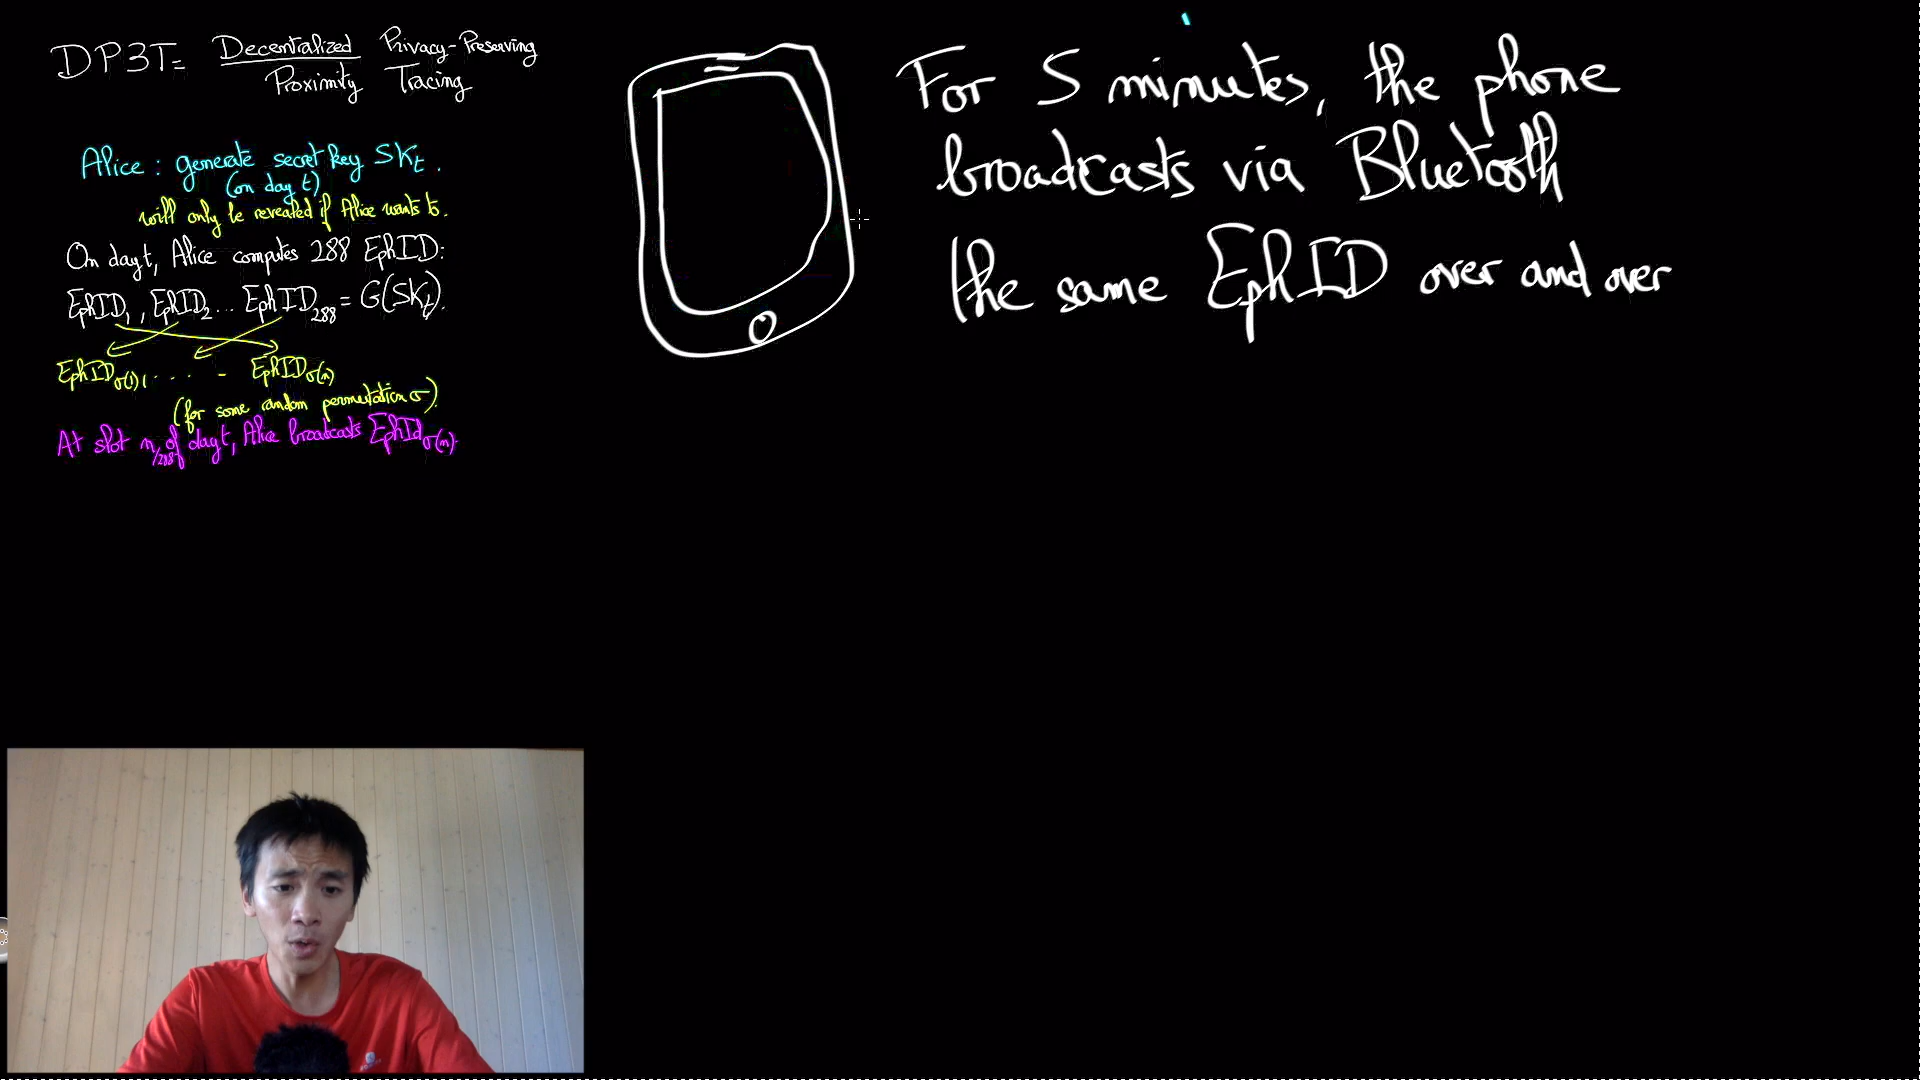 DP3T = Decentralized Privacy-Preserving
Proximity Tracing
Alice : generate secret key SKt .
(on day t)
will only be revealed if Alice wants to.
On day t, Alice computes 288 EphID:
EphID1 , EphID2 ... EphID288 = G(SKt).
EphIDσ(1), . . . - EphIDσ(n)
(for some random permutation σ).
At slot n/288 of day t, Alice broadcasts EphIdσ(n).
For 5 minutes, the phone
broadcasts via Bluetooth
the same EphID over and over